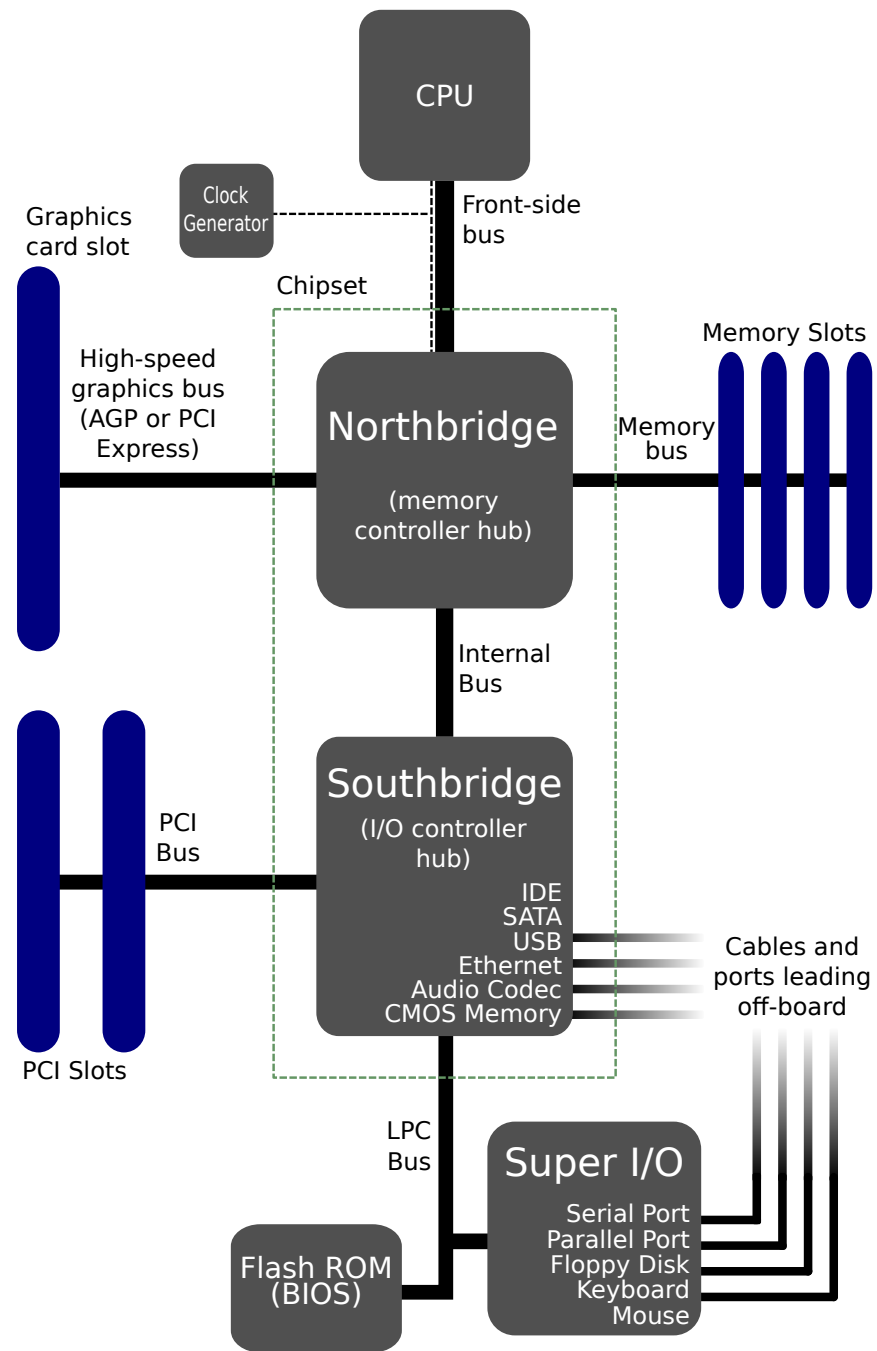 CPU
Clock
Generator
Front-side
bus
Graphics
card slot
Chipset
High-speed
graphics bus
(AGP or PCI
Express)
Northbridge
(memory
controller hub)
Memory Slots
Memory
bus
Internal
Bus
Southbridge
(I/O controller
hub)
IDE
SATA
USB
Ethernet
Audio Codec
CMOS Memory
PCI
Bus
PCI Slots
Cables and
ports leading
off-board
LPC
Bus
Super I/O
Serial Port
Parallel Port
Floppy Disk
Keyboard
Mouse
Flash ROM
(BIOS)